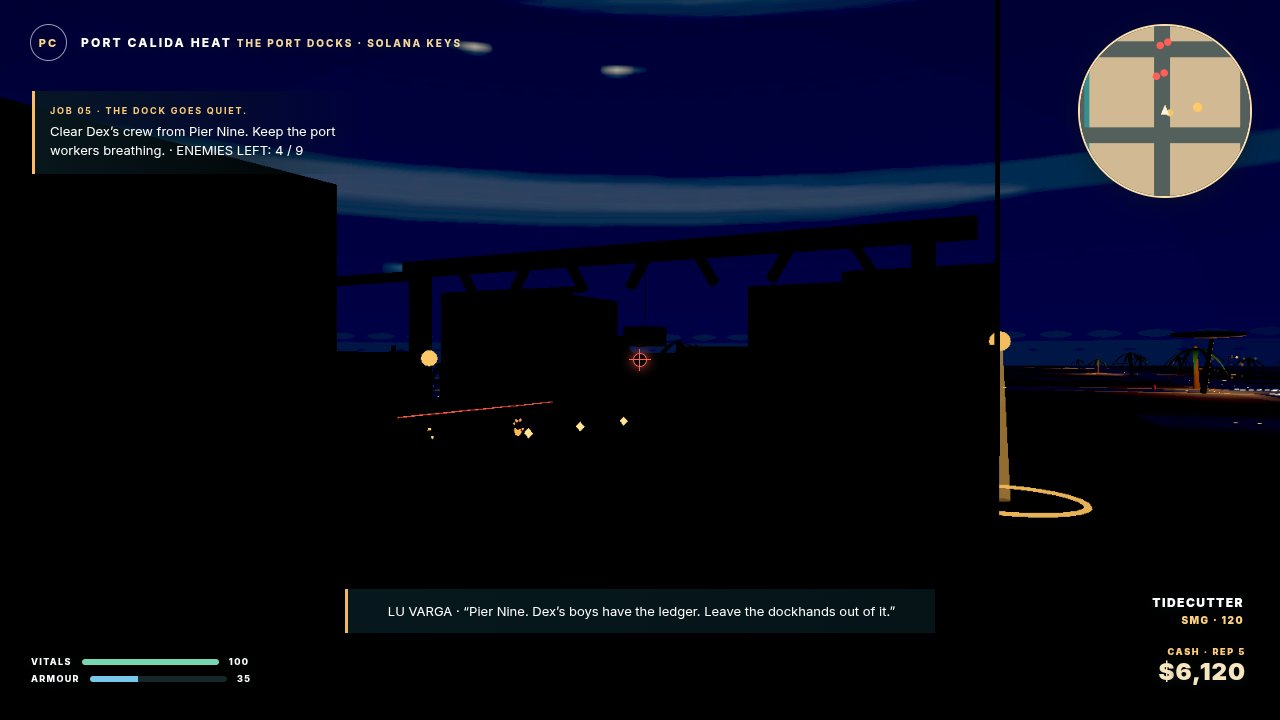 PC
PORT CALIDA HEAT THE PORT DOCKS · SOLANA KEYS
JOB 05 · THE DOCK GOES QUIET.
Clear Dex’s crew from Pier Nine. Keep the port
workers breathing. · ENEMIES LEFT: 4 / 9
LU VARGA · “Pier Nine. Dex’s boys have the ledger. Leave the dockhands out of it.”
TIDECUTTER
SMG · 120
CASH · REP 5
$6,120
VITALS 100
ARMOUR 35